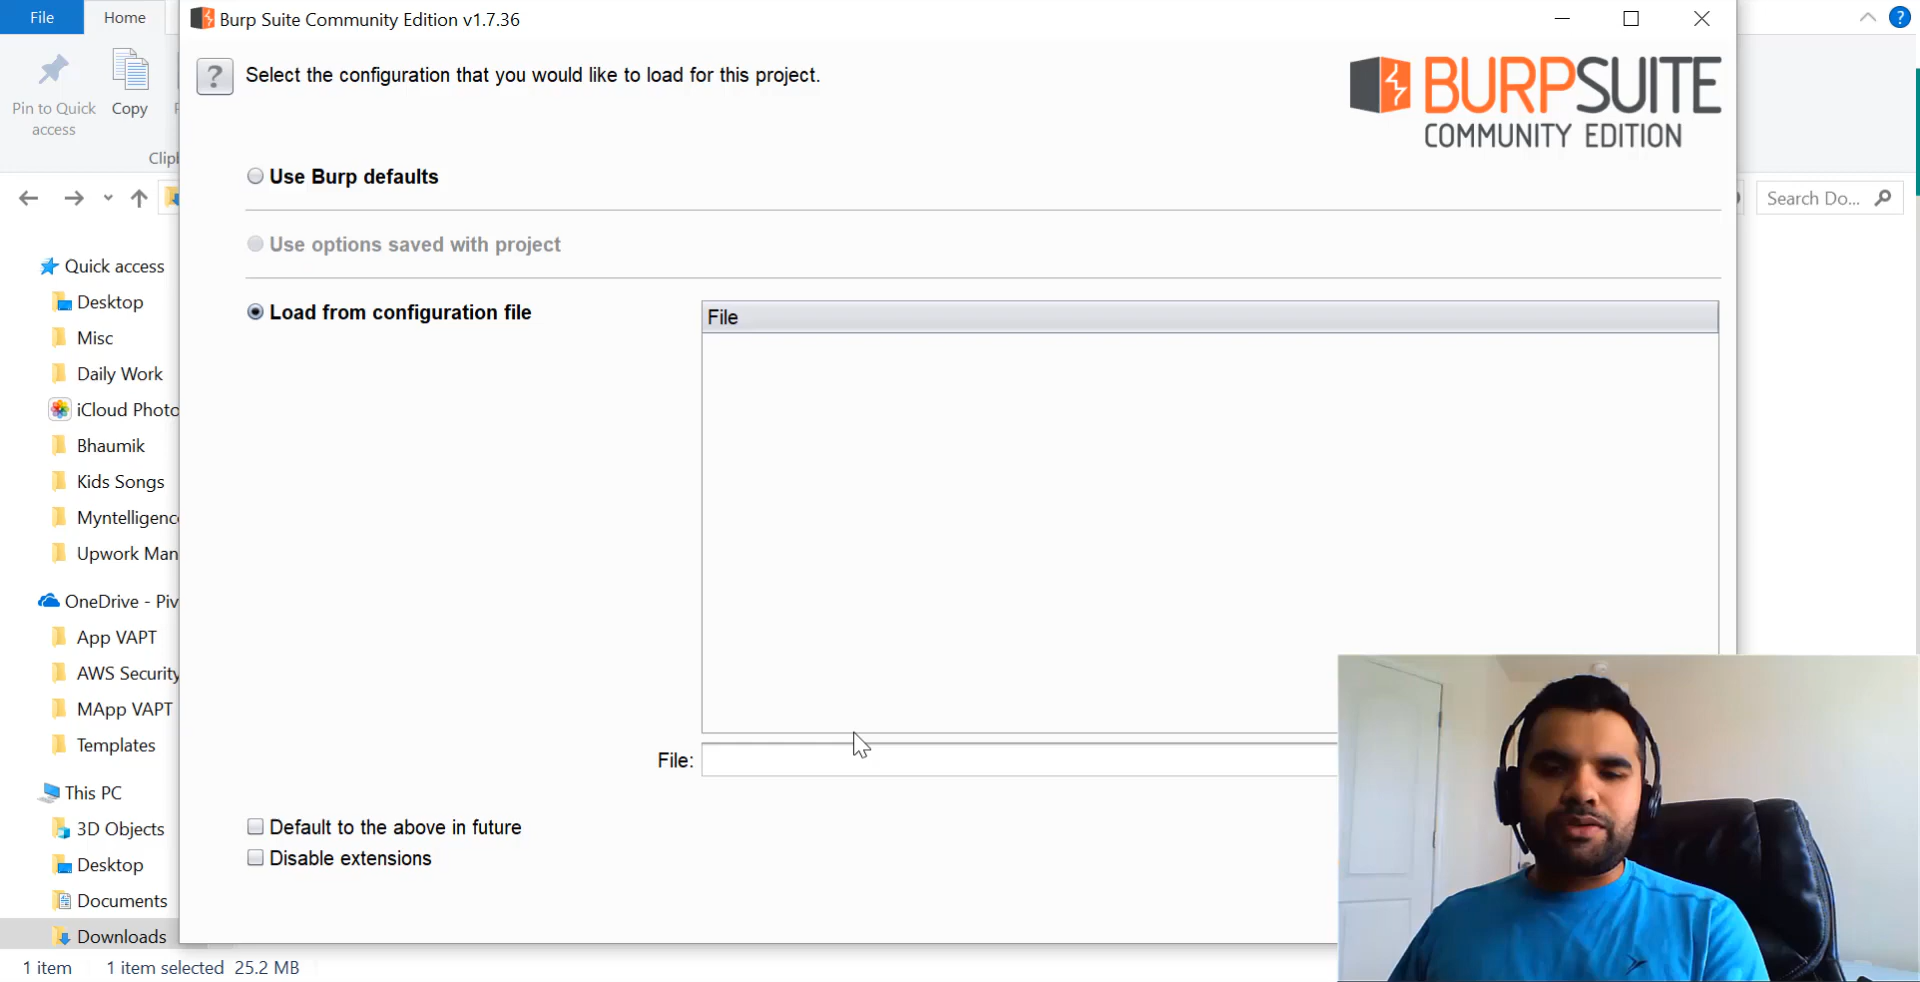 File
Home
Burp Suite Community Edition v1.7.36
?
Pin to Quick
access
Copy
Clipl
Select the configuration that you would like to load for this project.
BURPSUITE
COMMUNITY EDITION
Use Burp defaults
Search Do...
Use options saved with project
Load from configuration file
File
File:
Default to the above in future
Disable extensions
Quick access
Desktop
Misc
Daily Work
iCloud Photo
Bhaumik
Kids Songs
Myntelligenc
Upwork Man
OneDrive - Piv
App VAPT
AWS Security
MApp VAPT
Templates
This PC
3D Objects
Desktop
Documents
Downloads
1 item
1 item selected 25.2 MB